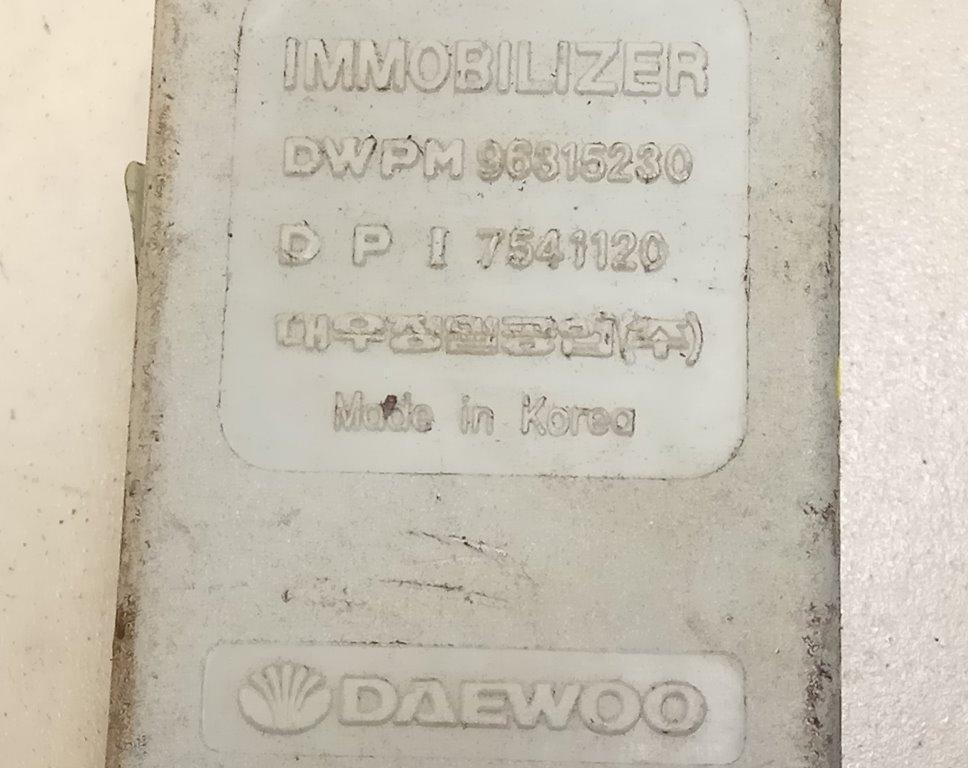 IMMOBILIZER
DWPM 96315230
D P I 7541120
대우정밀공업(주)
Made in Korea
DAEWOO